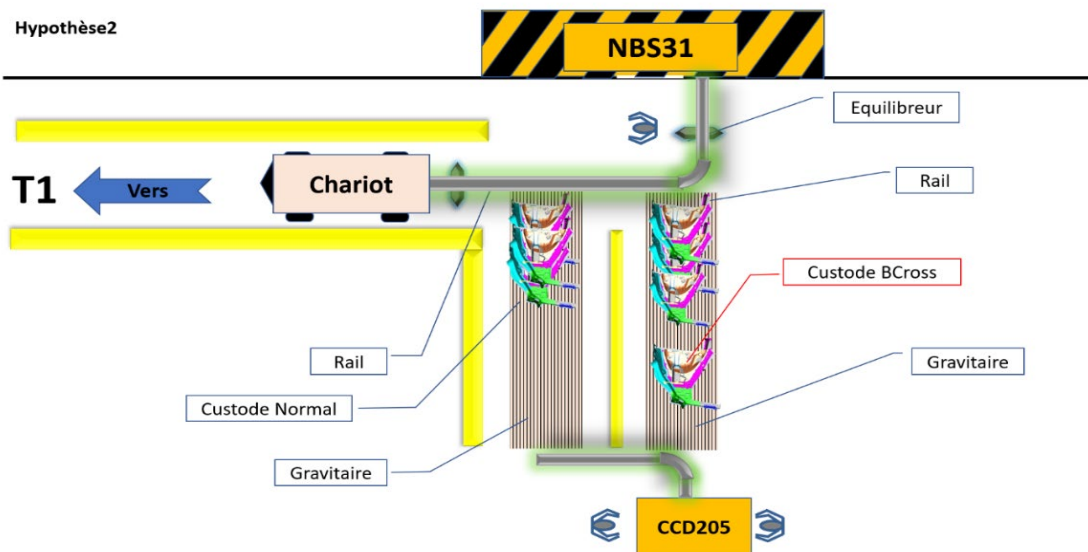 Hypothèse2
NBS31
Equilibreur
T1
Vers
Chariot
Rail
Custode BCross
Rail
Gravitaire
Custode Normal
Gravitaire
CCD205